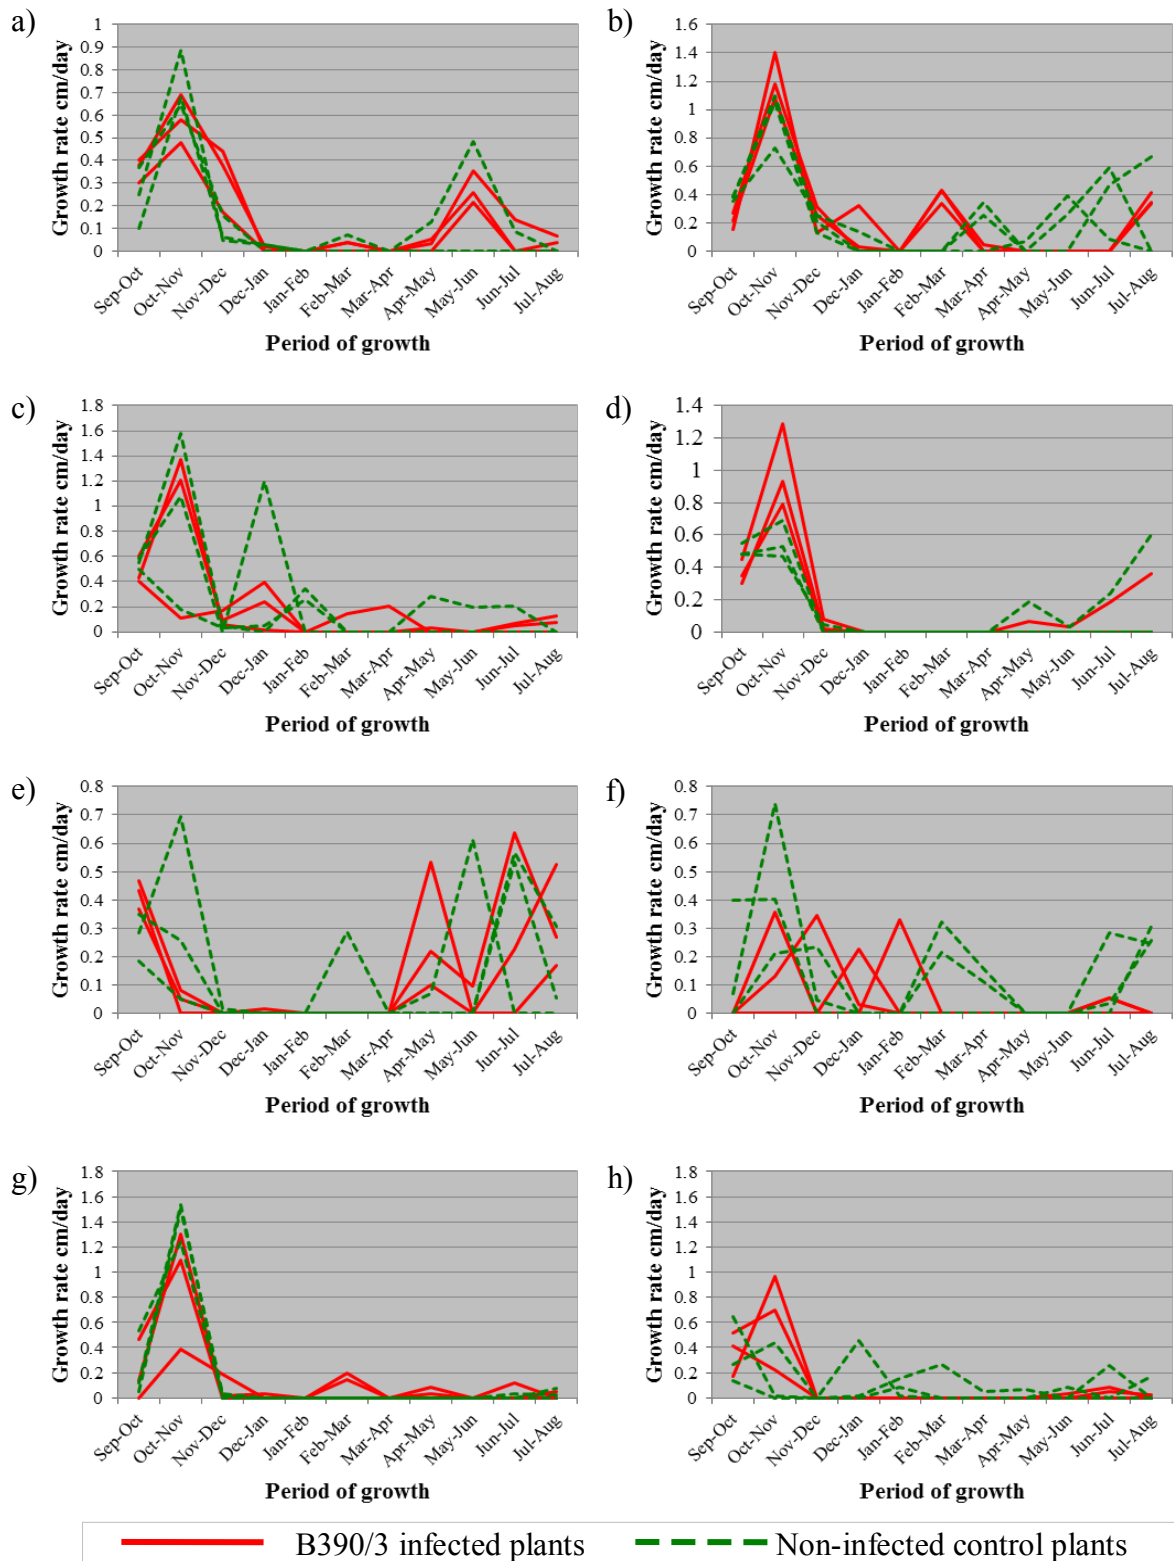 a)
Growth rate cm/day
1
0.9
0.8
0.7
0.6
0.5
0.4
0.3
0.2
0.1
0
Sep-Oct
Oct-Nov
Nov-Dec
Dec-Jan
Jan-Feb
Feb-Mar
Mar-Apr
Apr-May
May-Jun
Jun-Jul
Jul-Aug
Period of growth
b)
Growth rate cm/day
1.6
1.4
1.2
1
0.8
0.6
0.4
0.2
0
Sep-Oct
Oct-Nov
Nov-Dec
Dec-Jan
Jan-Feb
Feb-Mar
Mar-Apr
Apr-May
May-Jun
Jun-Jul
Jul-Aug
Period of growth
c)
Growth rate cm/day
1.8
1.6
1.4
1.2
1
0.8
0.6
0.4
0.2
0
Sep-Oct
Oct-Nov
Nov-Dec
Dec-Jan
Jan-Feb
Feb-Mar
Mar-Apr
Apr-May
May-Jun
Jun-Jul
Jul-Aug
Period of growth
d)
Growth rate cm/day
1.4
1.2
1
0.8
0.6
0.4
0.2
0
Sep-Oct
Oct-Nov
Nov-Dec
Dec-Jan
Jan-Feb
Feb-Mar
Mar-Apr
Apr-May
May-Jun
Jun-Jul
Jul-Aug
Period of growth
e)
Growth rate cm/day
0.8
0.7
0.6
0.5
0.4
0.3
0.2
0.1
0
Sep-Oct
Oct-Nov
Nov-Dec
Dec-Jan
Jan-Feb
Feb-Mar
Mar-Apr
Apr-May
May-Jun
Jun-Jul
Jul-Aug
Period of growth
f)
Growth rate cm/day
0.8
0.7
0.6
0.5
0.4
0.3
0.2
0.1
0
Sep-Oct
Oct-Nov
Nov-Dec
Dec-Jan
Jan-Feb
Feb-Mar
Mar-Apr
Apr-May
May-Jun
Jun-Jul
Jul-Aug
Period of growth
g)
Growth rate cm/day
1.8
1.6
1.4
1.2
1
0.8
0.6
0.4
0.2
0
Sep-Oct
Oct-Nov
Nov-Dec
Dec-Jan
Jan-Feb
Feb-Mar
Mar-Apr
Apr-May
May-Jun
Jun-Jul
Jul-Aug
Period of growth
h)
Growth rate cm/day
1.8
1.6
1.4
1.2
1
0.8
0.6
0.4
0.2
0
Sep-Oct
Oct-Nov
Nov-Dec
Dec-Jan
Jan-Feb
Feb-Mar
Mar-Apr
Apr-May
May-Jun
Jun-Jul
Jul-Aug
Period of growth
B390/3 infected plants
Non-infected control plants